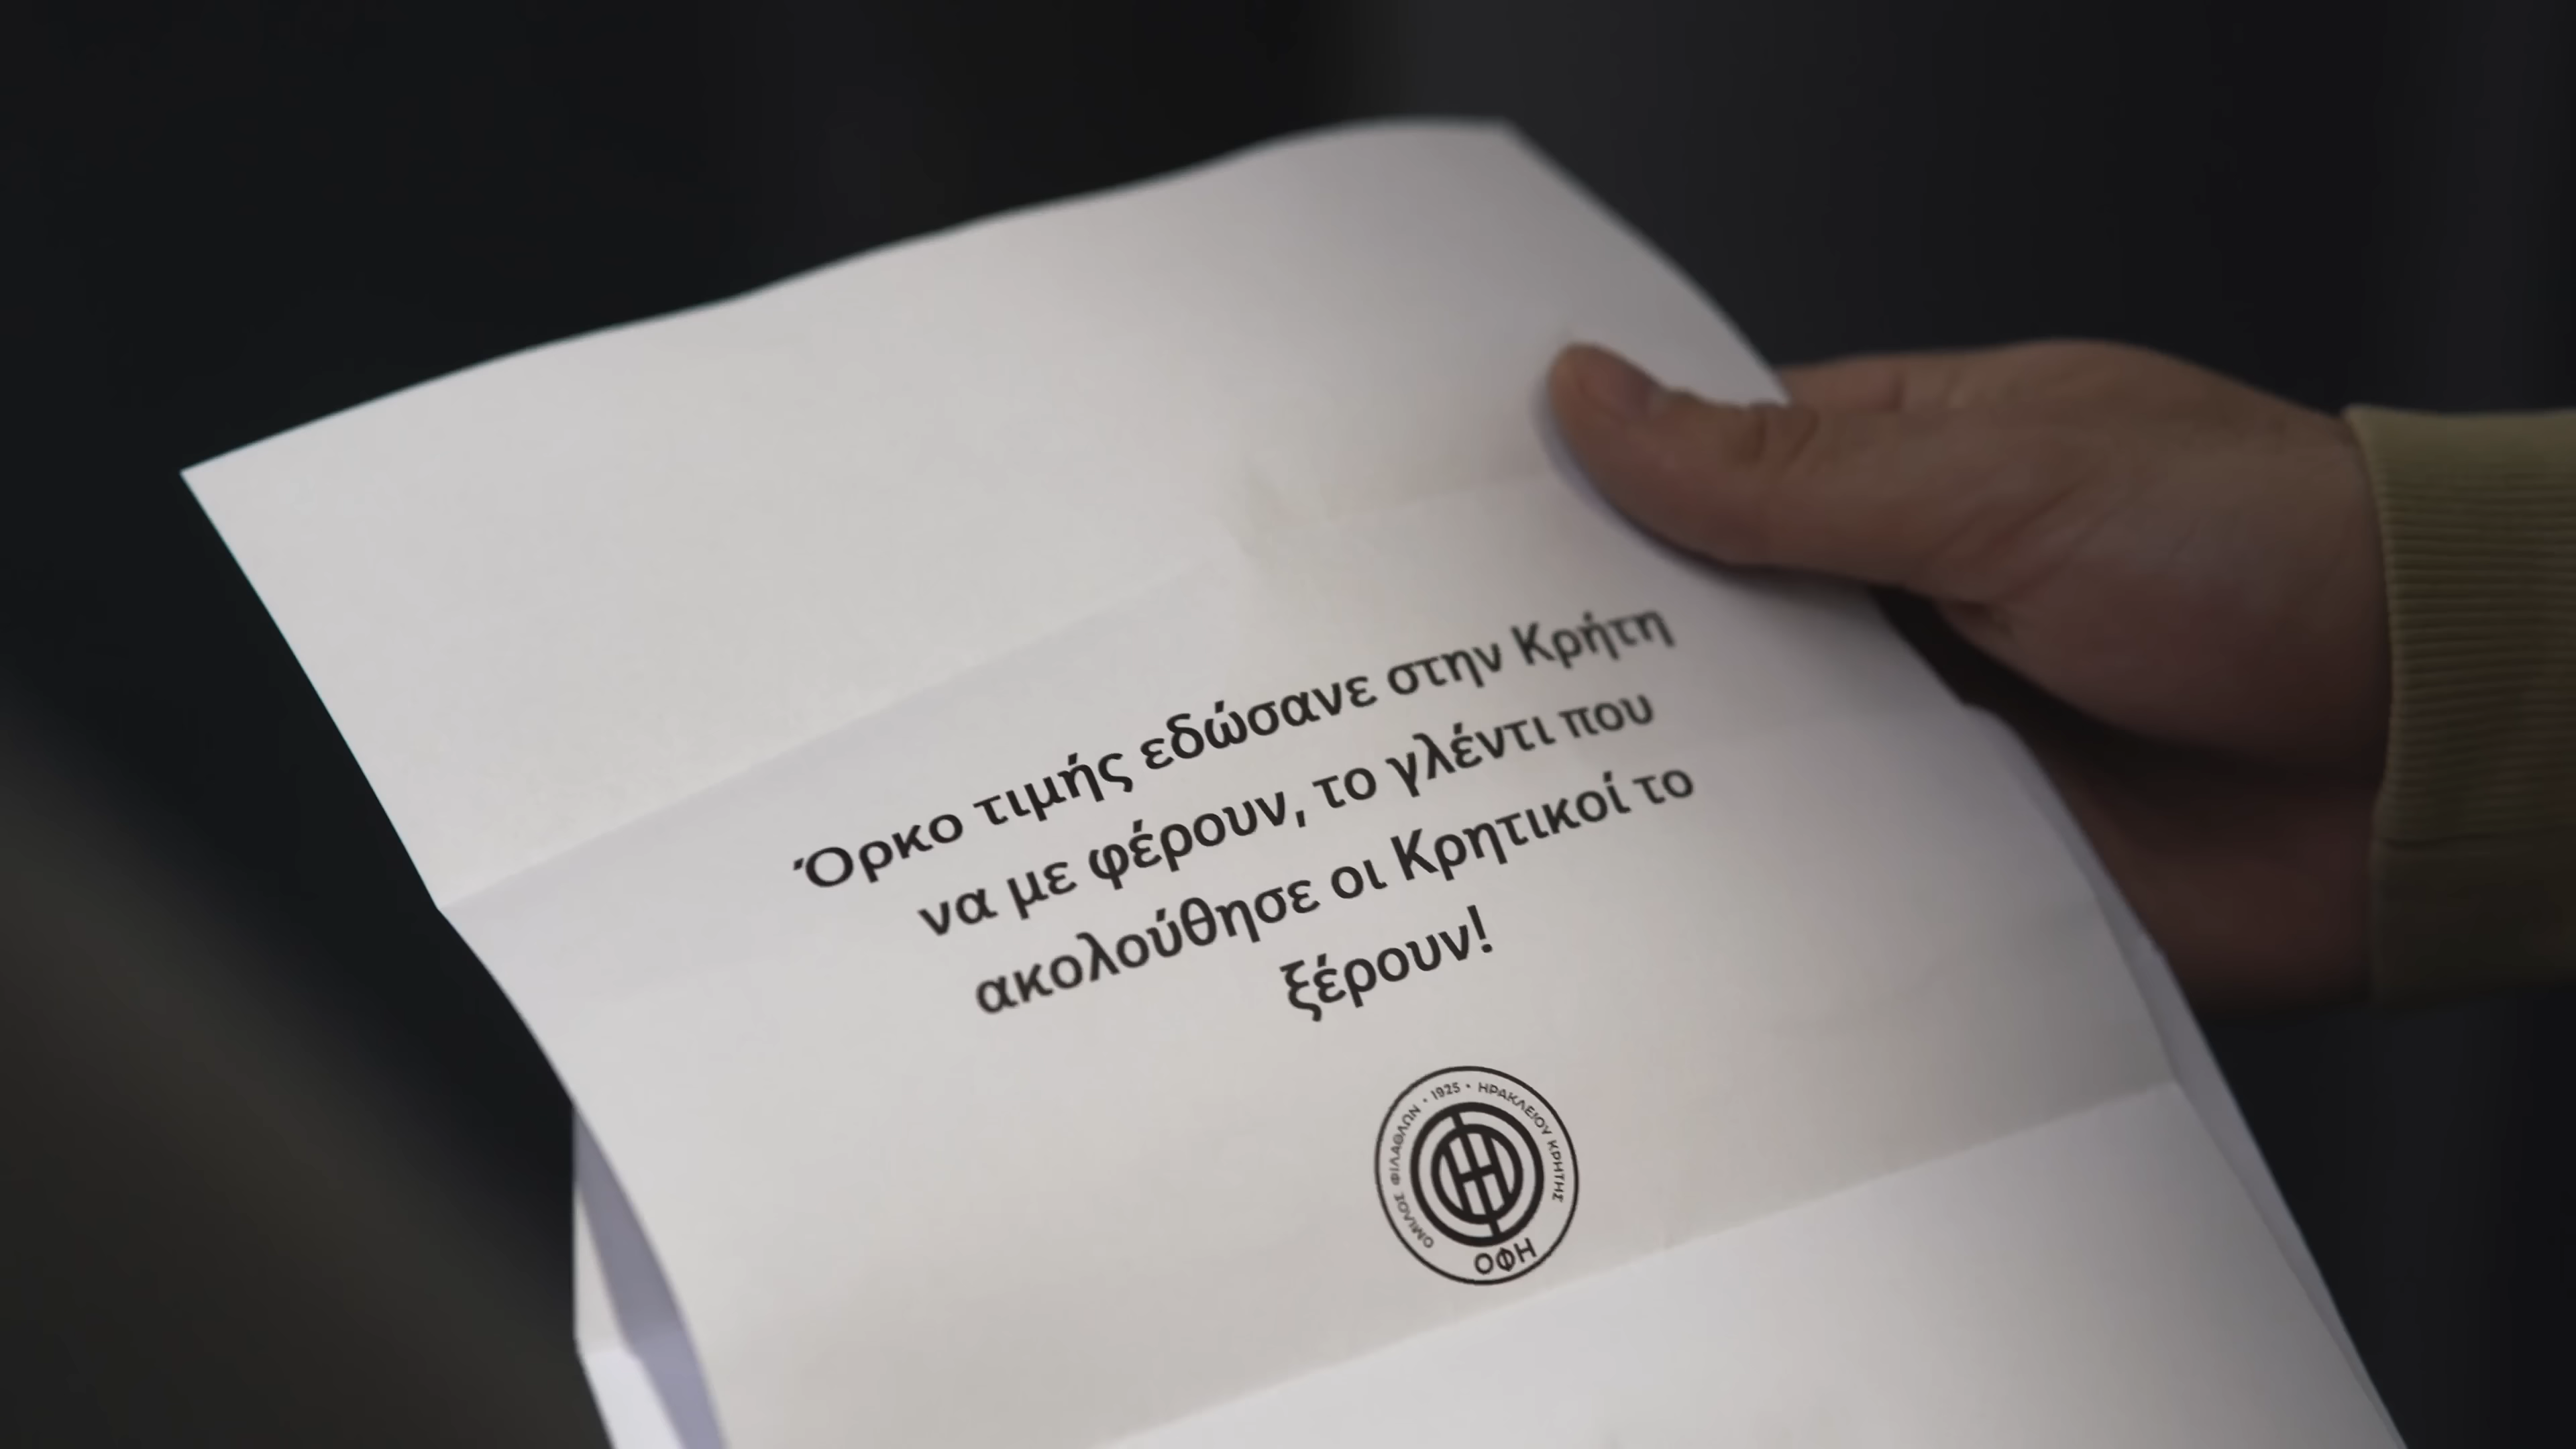 Όρκο τιμής εδώσανε στην Κρήτη
να με φέρουν, το γλέντι που
ακολούθησε οι Κρητικοί το
ξέρουν!
ΟΜΙΛΟΣ ΦΙΛΑΘΛΩΝ • 1925 • ΗΡΑΚΛΕΙΟΥ ΚΡΗΤΗΣ
ΟΦΗ